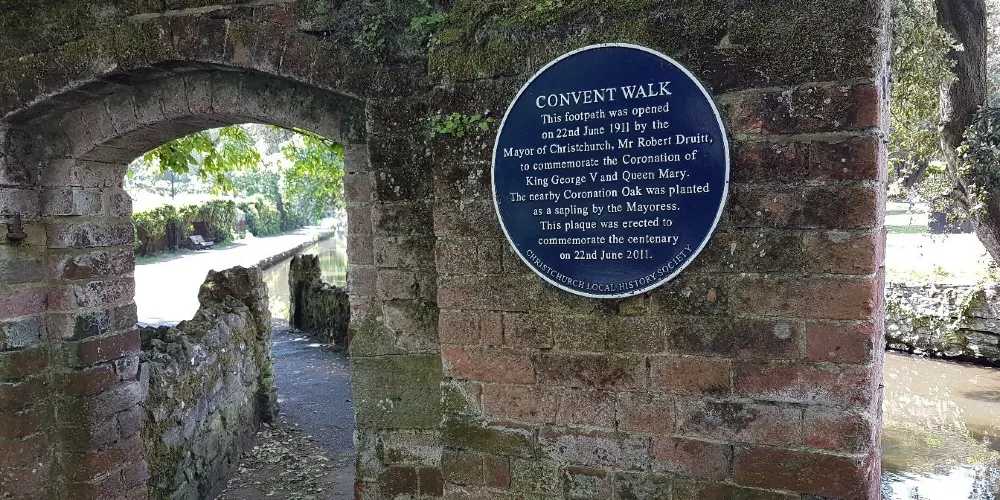 CONVENT WALK
This footpath was opened
on 22nd June 1911 by the
Mayor of Christchurch, Mr Robert Druitt,
to commemorate the Coronation of
King George V and Queen Mary.
The nearby Coronation Oak was planted
as a sapling by the Mayoress.
This plaque was erected to
commemorate the centenary
on 22nd June 2011.
CHRISTCHURCH LOCAL HISTORY SOCIETY